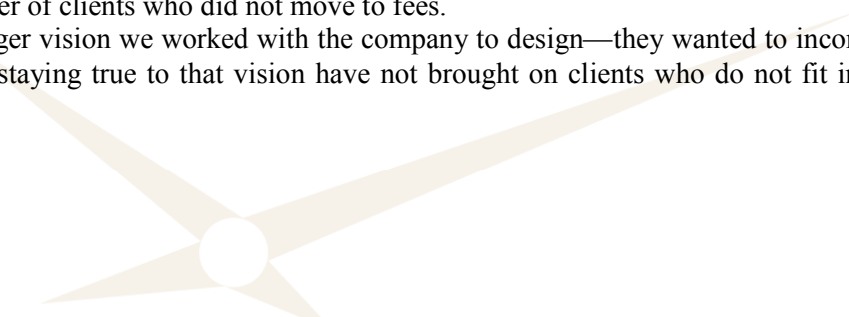 er of clients who did not move to fees.
ger vision we worked with the company to design—they wanted to incor
staying true to that vision have not brought on clients who do not fit in